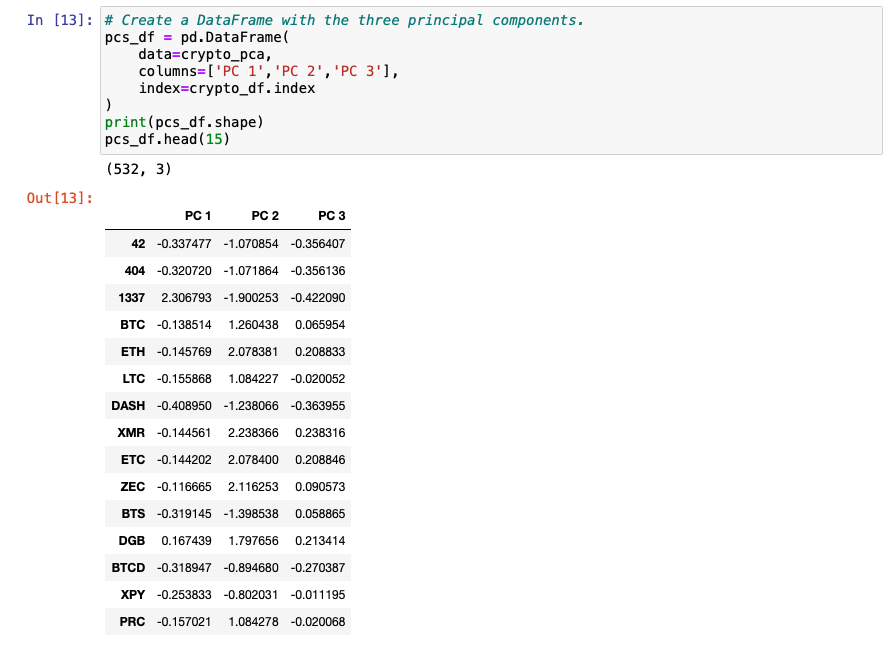 In [13]: # Create a DataFrame with the three principal components.
pcs_df = pd.DataFrame(
    data=crypto_pca,
    columns=['PC 1','PC 2','PC 3'],
    index=crypto_df.index
)
print(pcs_df.shape)
pcs_df.head(15)
(532, 3)
Out[13]:
PC 1 PC 2 PC 3
42 -0.337477 -1.070854 -0.356407
404 -0.320720 -1.071864 -0.356136
1337 2.306793 -1.900253 -0.422090
BTC -0.138514 1.260438 0.065954
ETH -0.145769 2.078381 0.208833
LTC -0.155868 1.084227 -0.020052
DASH -0.408950 -1.238066 -0.363955
XMR -0.144561 2.238366 0.238316
ETC -0.144202 2.078400 0.208846
ZEC -0.116665 2.116253 0.090573
BTS -0.319145 -1.398538 0.058865
DGB 0.167439 1.797656 0.213414
BTCD -0.318947 -0.894680 -0.270387
XPY -0.253833 -0.802031 -0.011195
PRC -0.157021 1.084278 -0.020068